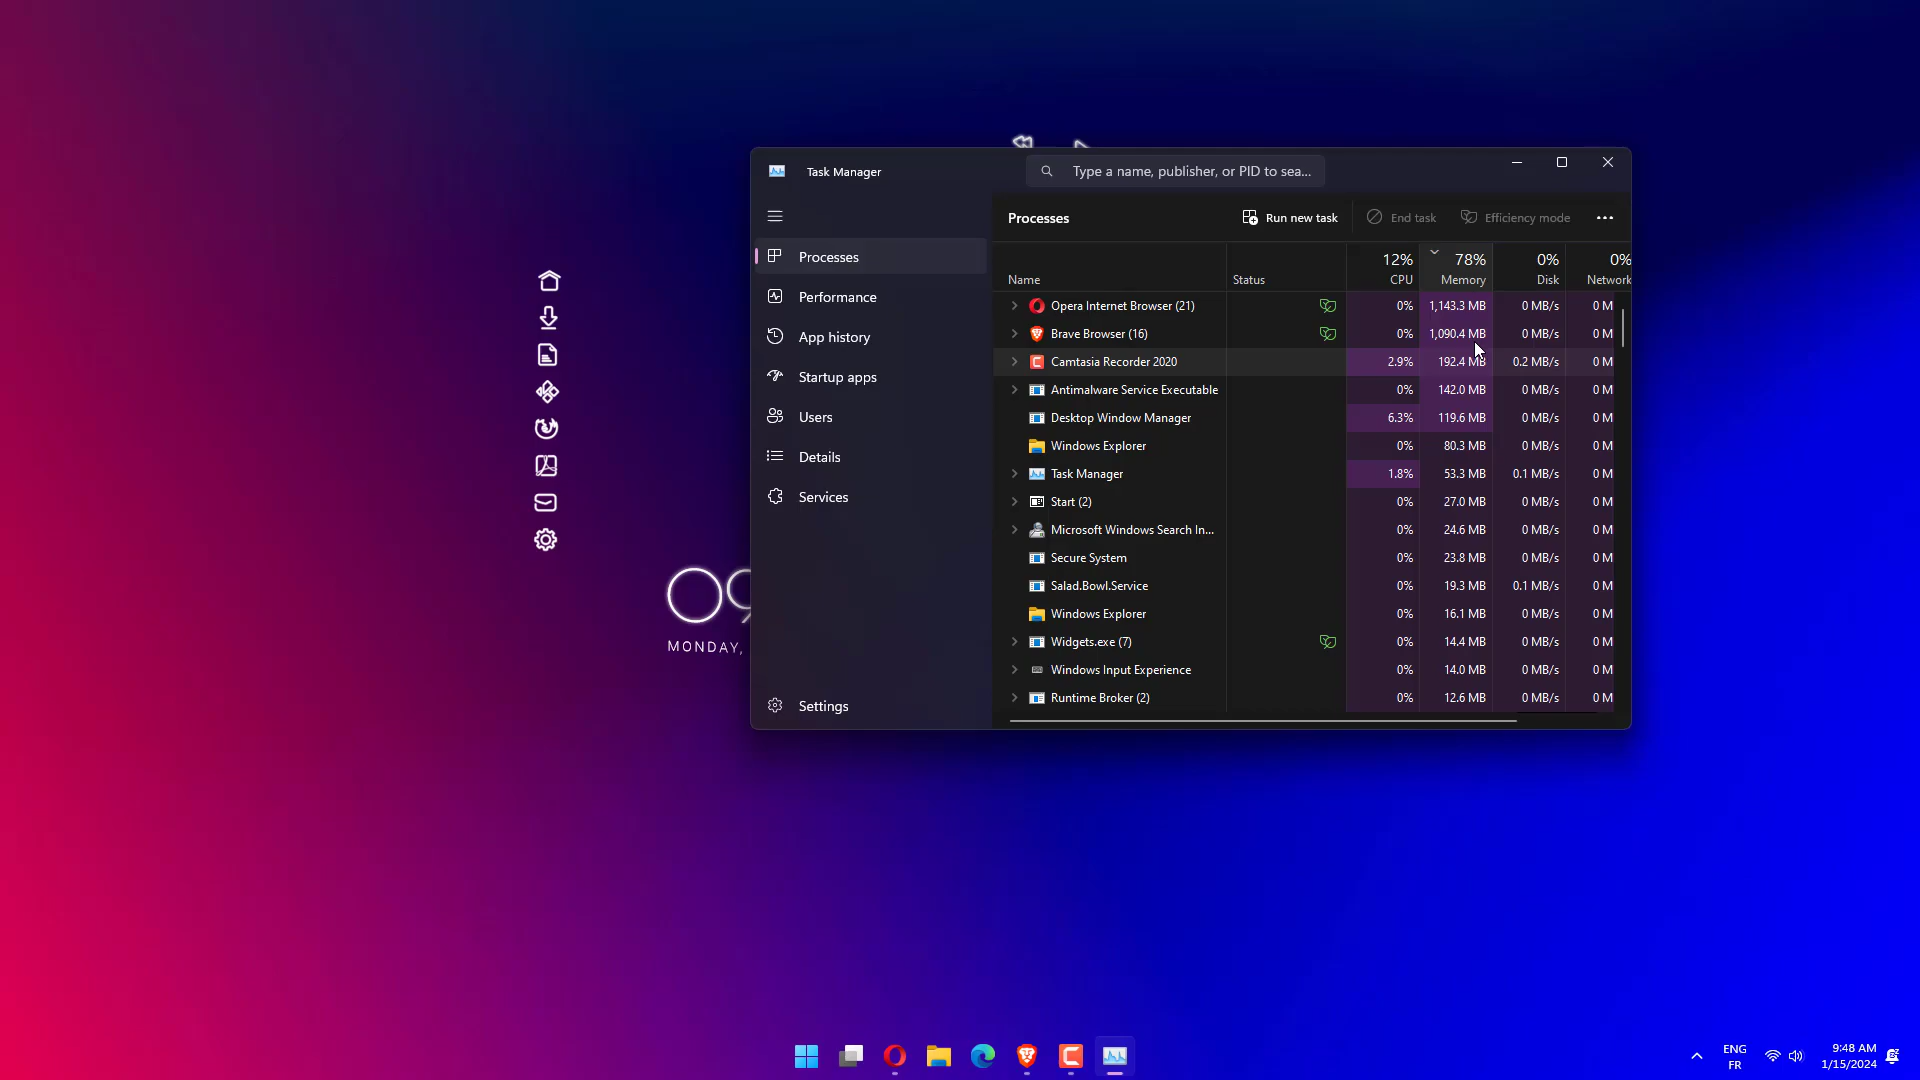 Task Manager
Type a name, publisher, or PID to sea...
Processes
Run new task
End task
Efficiency mode
Processes
Performance
App history
Startup apps
Users
Details
Services
Settings
12% 78% 0% 0%
Name Status CPU Memory Disk Network
Opera Internet Browser (21) 0% 1,143.3 MB 0 MB/s 0 M
Brave Browser (16) 0% 1,090.4 MB 0 MB/s 0 M
Camtasia Recorder 2020 2.9% 192.4 MB 0.2 MB/s 0 M
Antimalware Service Executable 0% 142.0 MB 0 MB/s 0 M
Desktop Window Manager 6.3% 119.6 MB 0 MB/s 0 M
Windows Explorer 0% 80.3 MB 0 MB/s 0 M
Task Manager 1.8% 53.3 MB 0.1 MB/s 0 M
Start (2) 0% 27.0 MB 0 MB/s 0 M
Microsoft Windows Search In... 0% 24.6 MB 0 MB/s 0 M
Secure System 0% 23.8 MB 0 MB/s 0 M
Salad.Bowl.Service 0% 19.3 MB 0.1 MB/s 0 M
Windows Explorer 0% 16.1 MB 0 MB/s 0 M
Widgets.exe (7) 0% 14.4 MB 0 MB/s 0 M
Windows Input Experience 0% 14.0 MB 0 MB/s 0 M
Runtime Broker (2) 0% 12.6 MB 0 MB/s 0 M
09
MONDAY,
ENG
FR
9:48 AM
1/15/2024